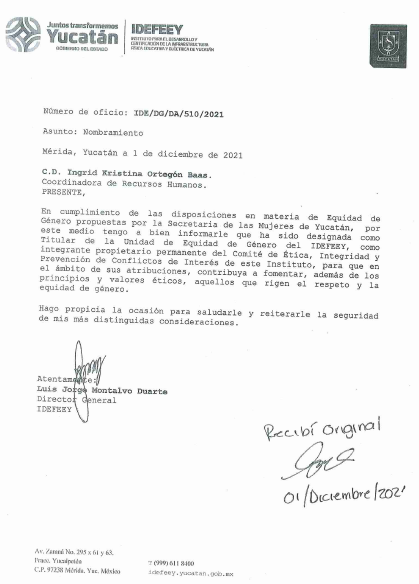 Juntos transformemos
Yucatán
GOBIERNO DEL ESTADO
IDEFEEY
INSTITUTO PARA EL DESARROLLO Y
CERTIFICACIÓN DE LA INFRAESTRUCTURA
FÍSICA EDUCATIVA Y ELÉCTRICA DE YUCATÁN
Número de oficio: IDE/DG/DA/510/2021
Asunto: Nombramiento
Mérida, Yucatán a 1 de diciembre de 2021
C.D. Ingrid Kristina Ortegón Baas.
Coordinadora de Recursos Humanos.
PRESENTE,
En cumplimiento de las disposiciones en materia de Equidad de
Género propuestas por la Secretaría de las Mujeres de Yucatán, por
este medio tengo a bien informarle que ha sido designada como
Titular de la Unidad de Equidad de Género del IDEFEEY, como
integrante propietario permanente del Comité de Ética, Integridad y
Prevención de Conflictos de Interés de este Instituto, para que en
el ámbito de sus atribuciones, contribuya a fomentar, además de los
principios y valores éticos, aquellos que rigen el respeto y la
equidad de género.
Hago propicia la ocasión para saludarle y reiterarle la seguridad
de mis más distinguidas consideraciones.
Atentamente:
Luis Jorge Montalvo Duarte
Director General
IDEFEEY
Recibí Original
01/Diciembre/2021
Av. Zamná No. 295 x 61 y 63,
Fracc. Yucalpetén
C.P. 97238 Mérida, Yuc. México
T (999) 611 8400
idefeey.yucatan.gob.mx